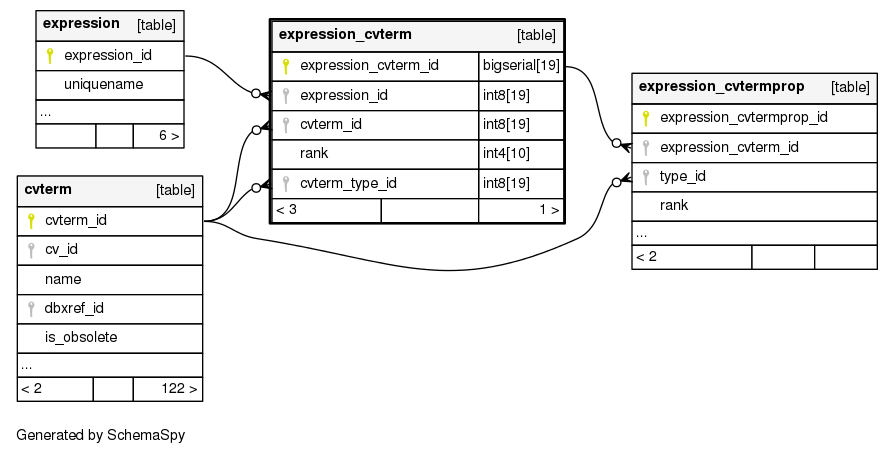 expression [table]
expression_id
uniquename
...
6 >
expression_cvterm [table]
expression_cvterm_id bigserial[19]
expression_id int8[19]
cvterm_id int8[19]
rank int4[10]
cvterm_type_id int8[19]
< 3 1 >
expression_cvtermprop [table]
expression_cvtermprop_id
expression_cvterm_id
type_id
rank
...
< 2
cvterm [table]
cvterm_id
cv_id
name
dbxref_id
is_obsolete
...
< 2 122 >
Generated by SchemaSpy